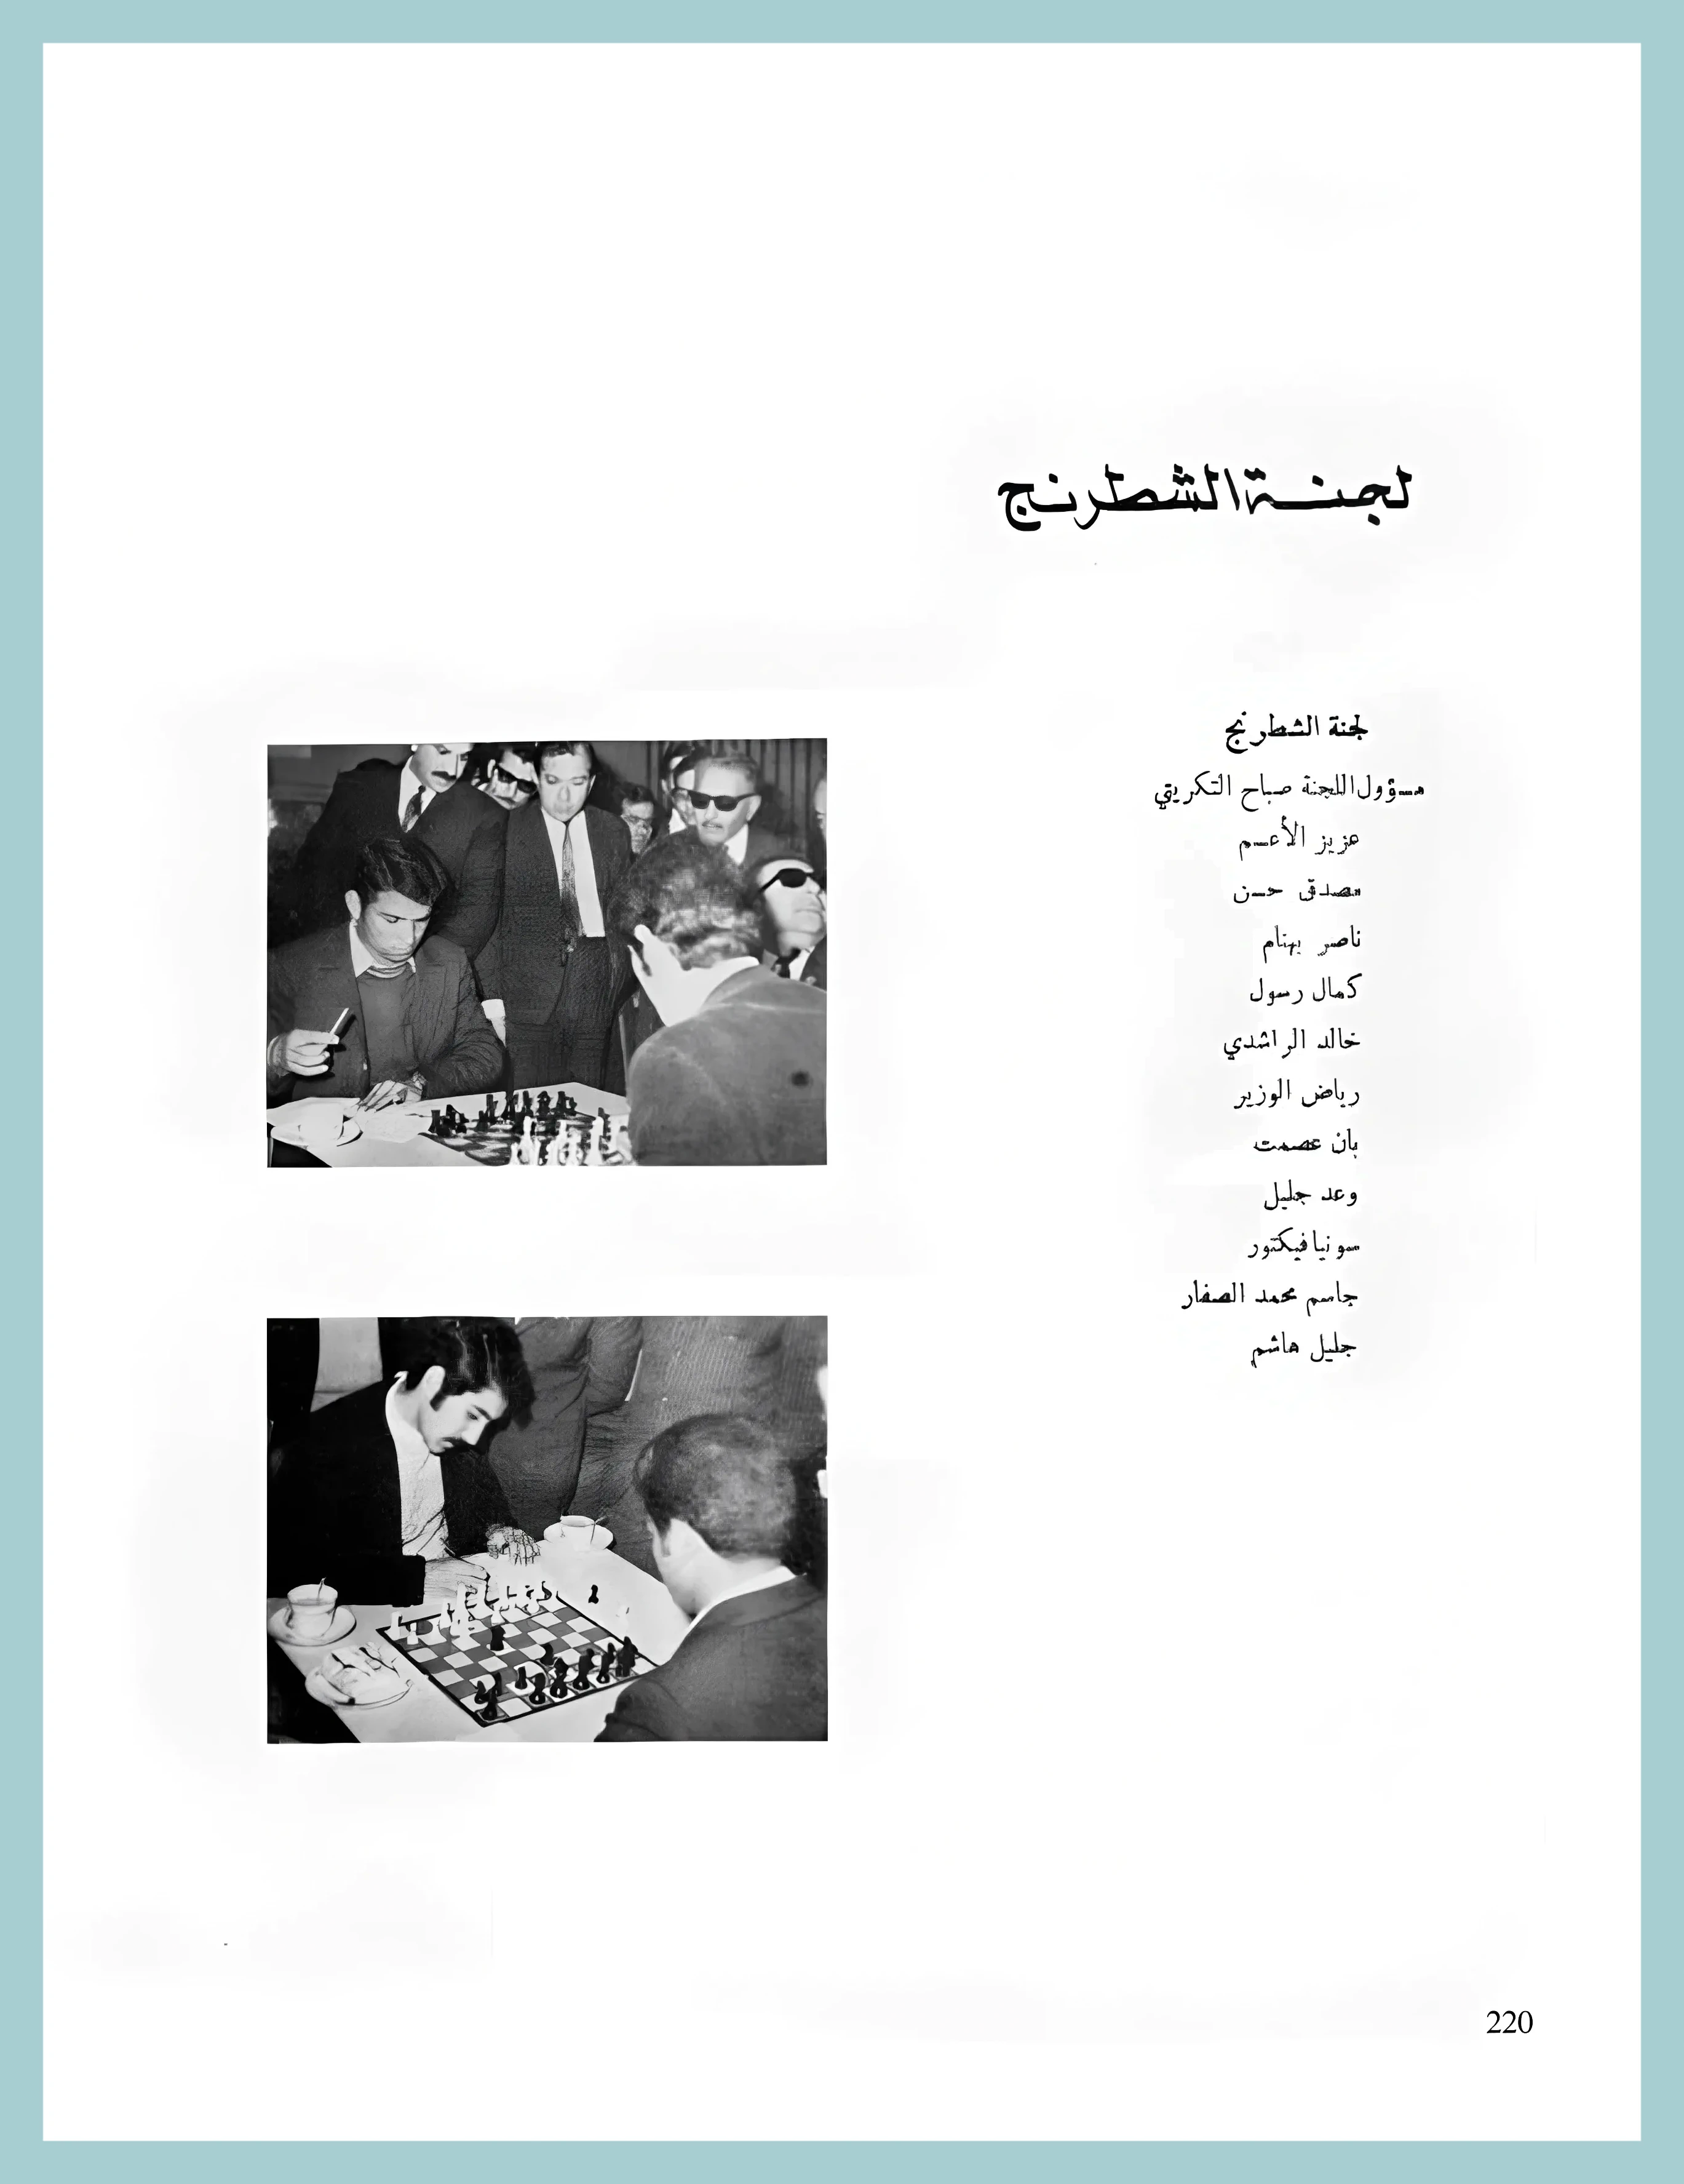 لجنة الشطرنج
لجنة الشطرنج
مسؤول اللجنة صباح التكريتي
عزيز الأعسم
مصدق حسن
ناصر بهنام
كمال رسول
خالد الراشدي
رياض الوزير
بان عصمت
وعد جليل
سونيا فيكتور
جاسم محمد الصفار
جليل هاشم
220